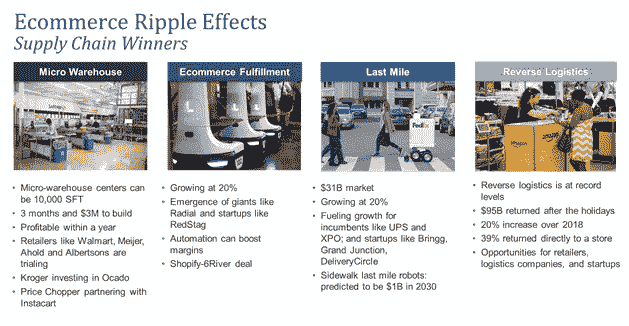 Ecommerce Ripple Effects
Supply Chain Winners
Micro Warehouse
• Micro-warehouse centers can
be 10,000 SFT
• 3 months and $3M to build
• Profitable within a year
• Retailers like Walmart, Meijer,
Ahold and Albertsons are
trialing
• Kroger investing in Ocado
• Price Chopper partnering with
Instacart
Ecommerce Fulfillment
• Growing at 20%
• Emergence of giants like
Radial and startups like
RedStag
• Automation can boost
margins
• Shopify-6River deal
Last Mile
FedEx
• $31B market
• Growing at 20%
• Fueling growth for
incumbents like UPS and
XPO; and startups like Bringg,
Grand Junction,
DeliveryCircle
• Sidewalk last mile robots:
predicted to be $1B in 2030
Reverse Logistics
amazon
• Reverse logistics is at record
levels
• $95B returned after the holidays
• 20% increase over 2018
• 39% returned directly to a store
• Opportunities for retailers,
logistics companies, and startups